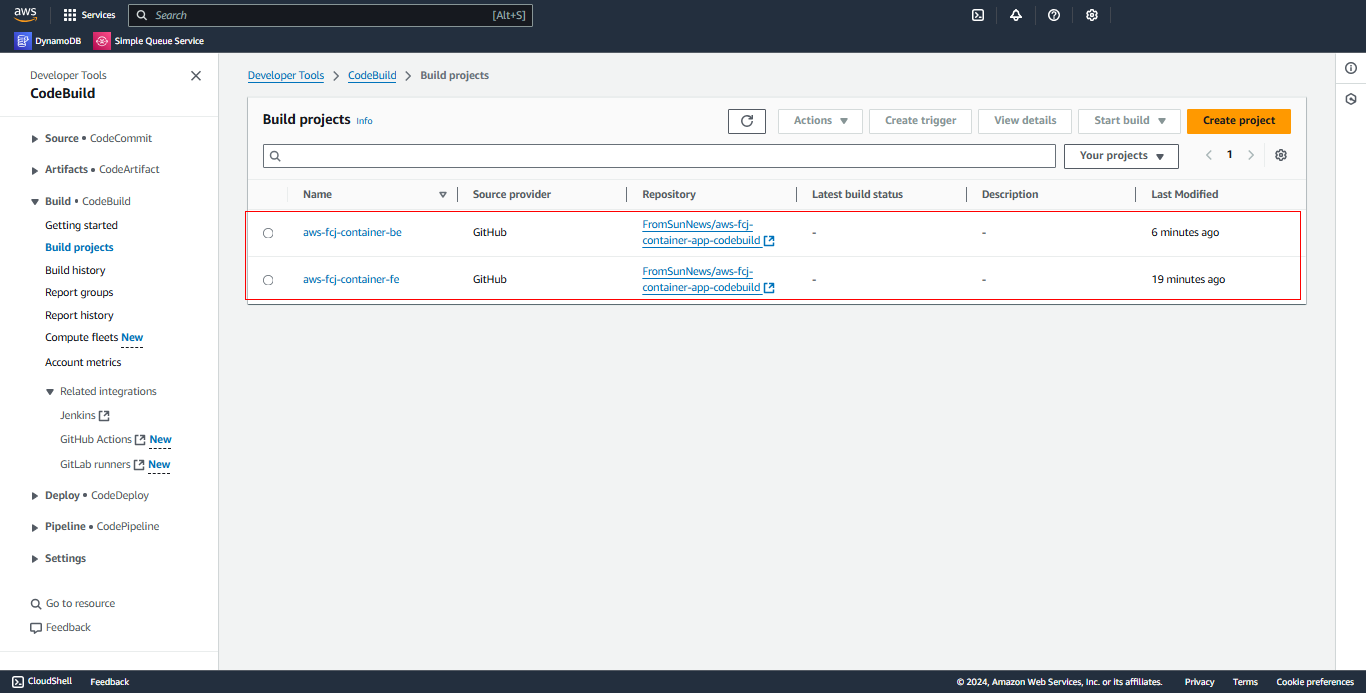 aws
Services
Search
[Alt+S]
DynamoDB
Simple Queue Service
Developer Tools
CodeBuild
Source • CodeCommit
Artifacts • CodeArtifact
Build • CodeBuild
Getting started
Build projects
Build history
Report groups
Report history
Compute fleets New
Account metrics
Related integrations
Jenkins
GitHub Actions New
GitLab runners New
Deploy • CodeDeploy
Pipeline • CodePipeline
Settings
Go to resource
Feedback
Developer Tools > CodeBuild > Build projects
Build projects Info
Actions
Create trigger
View details
Start build
Create project
Your projects
1
Name Source provider Repository Latest build status Description Last Modified
aws-fcj-container-be GitHub FromSunNews/aws-fcj-
container-app-codebuild - - 6 minutes ago
aws-fcj-container-fe GitHub FromSunNews/aws-fcj-
container-app-codebuild - - 19 minutes ago
CloudShell Feedback © 2024, Amazon Web Services, Inc. or its affiliates. Privacy Terms Cookie preferences